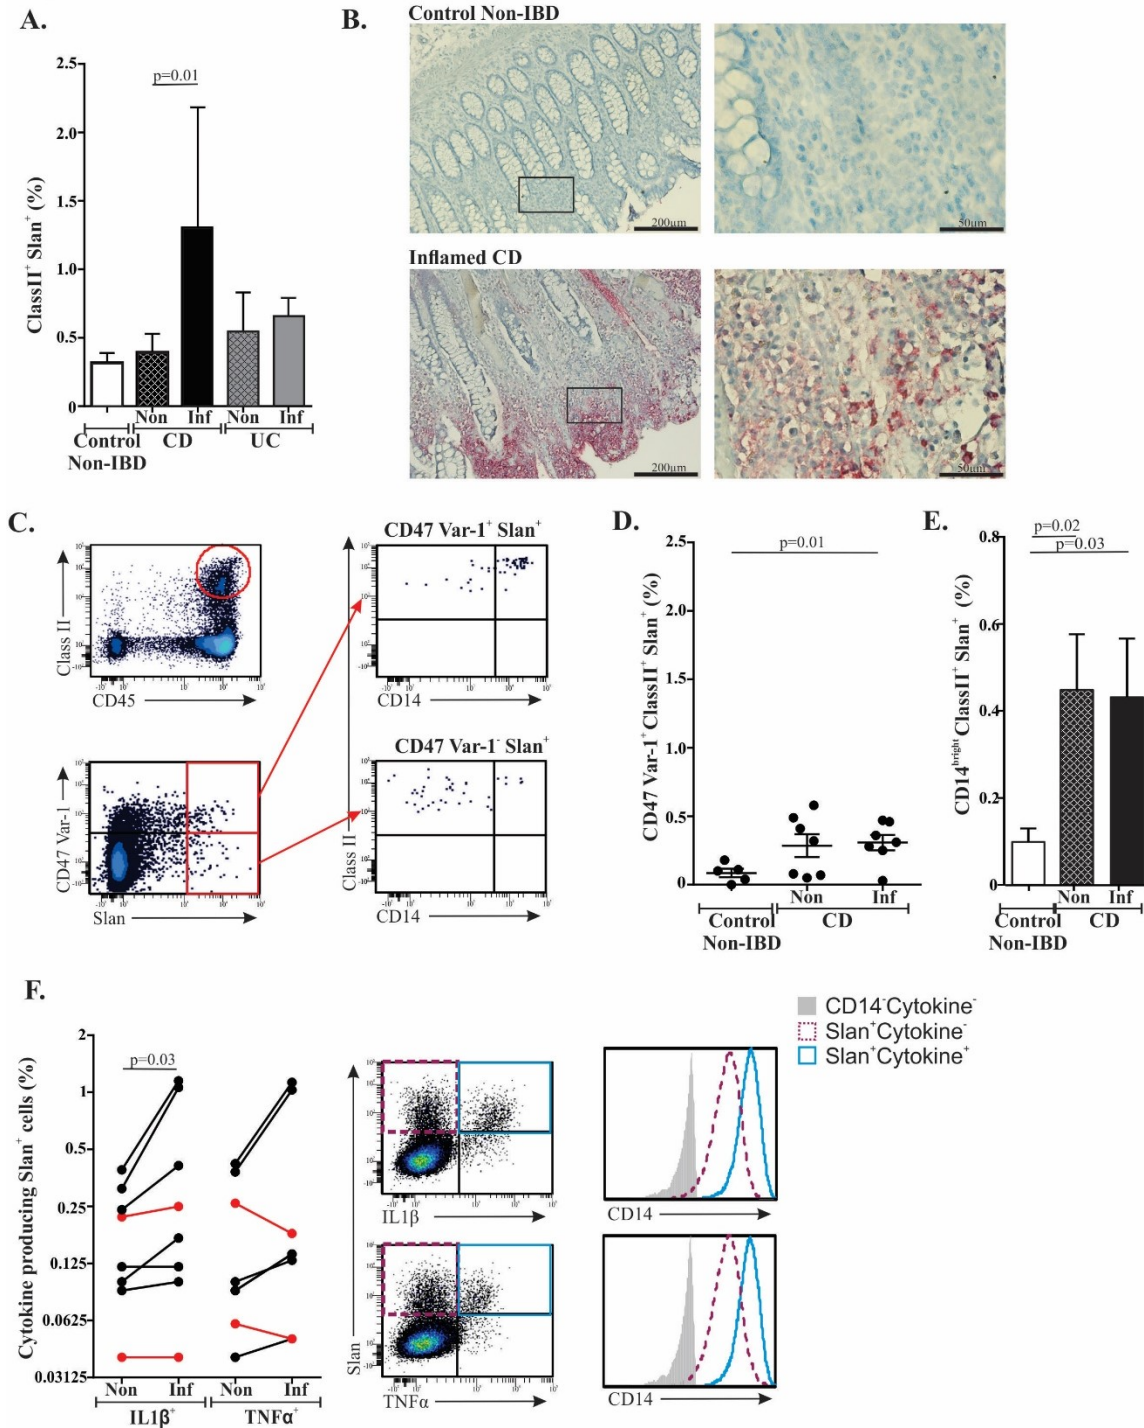 A.
ClassII⁺ Slan⁺ (%)
2.5
2.0
1.5
1.0
0.5
0
p=0.01
Non Inf Non Inf
Control CD UC
Non-IBD
B.
Control Non-IBD
200µm
50µm
Inflamed CD
200µm
50µm
C.
Class II
CD45
CD47 Var-1
Slan
CD47 Var-1⁺ Slan⁺
Class II
CD14
CD47 Var-1⁻ Slan⁺
CD14
D.
CD47 Var-1⁺ClassII⁺Slan⁺ (%)
2.5
2.0
1.5
1.0
0.5
0
p=0.01
Non Inf
Control CD
Non-IBD
E.
CD14ᵇʳⁱᵍʰᵗClassII⁺Slan⁺ (%)
0.8
0.6
0.4
0.2
0
p=0.02
p=0.03
Non Inf
Control CD
Non-IBD
F.
Cytokine producing Slan⁺ cells (%)
2
1
0.5
0.25
0.125
0.0625
0.03125
p=0.03
Non Inf Non Inf
IL1β⁺ TNFα⁺
Slan
IL1β
TNFα
CD14⁻Cytokine⁻
Slan⁺Cytokine⁻
Slan⁺Cytokine⁺
CD14
CD14